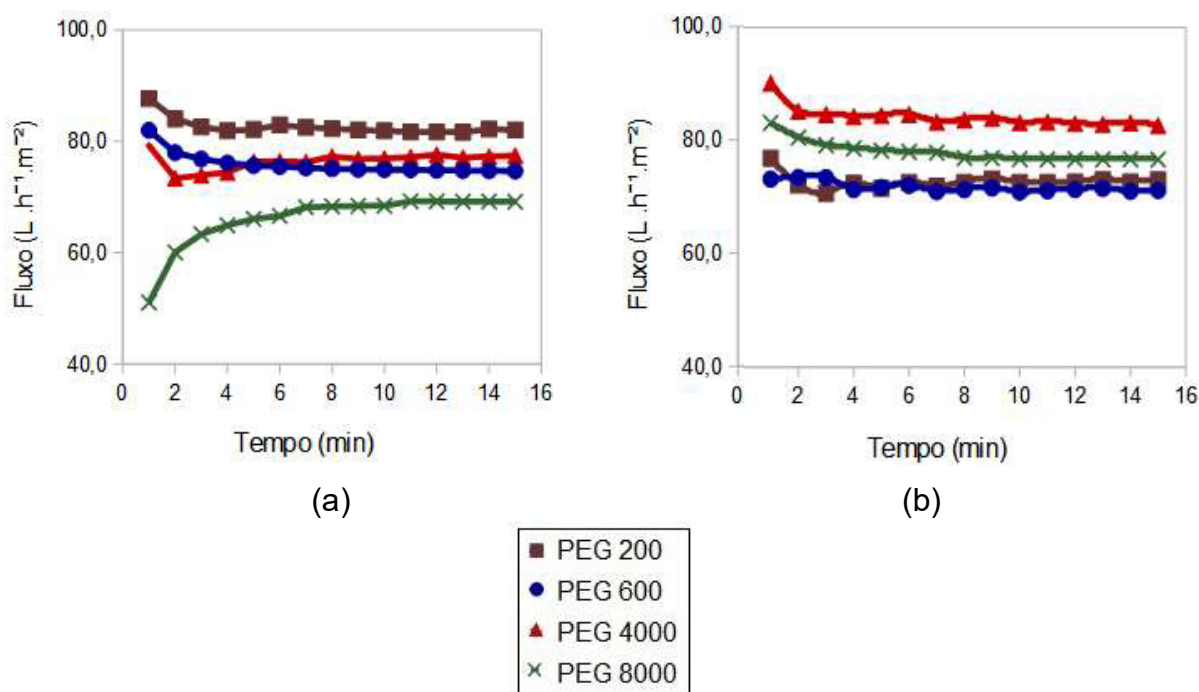 100,0
80,0
60,0
40,0
Fluxo (L .h⁻¹.m⁻²)
0 2 4 6 8 10 12 14 16
Tempo (min)
(a)
100,0
80,0
60,0
40,0
Fluxo (L .h⁻¹.m⁻²)
0 2 4 6 8 10 12 14 16
Tempo (min)
(b)
PEG 200
PEG 600
PEG 4000
PEG 8000